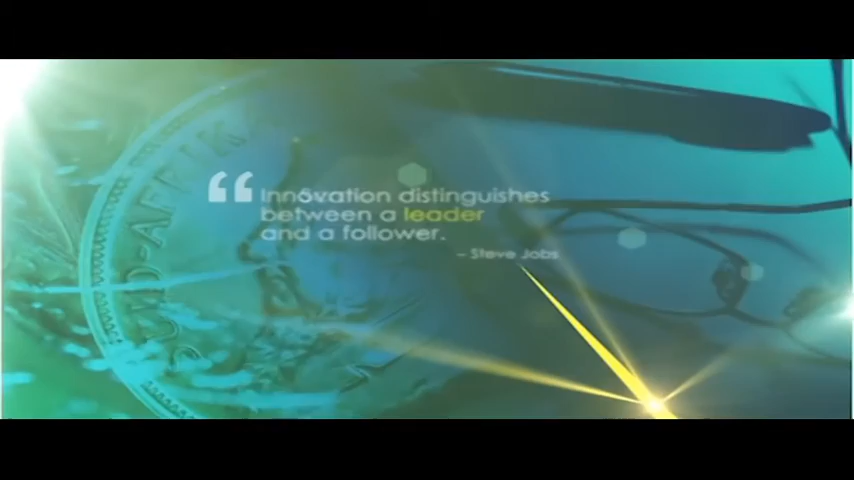 “ Innovation distinguishes
between a leader
and a follower.
– Steve Jobs